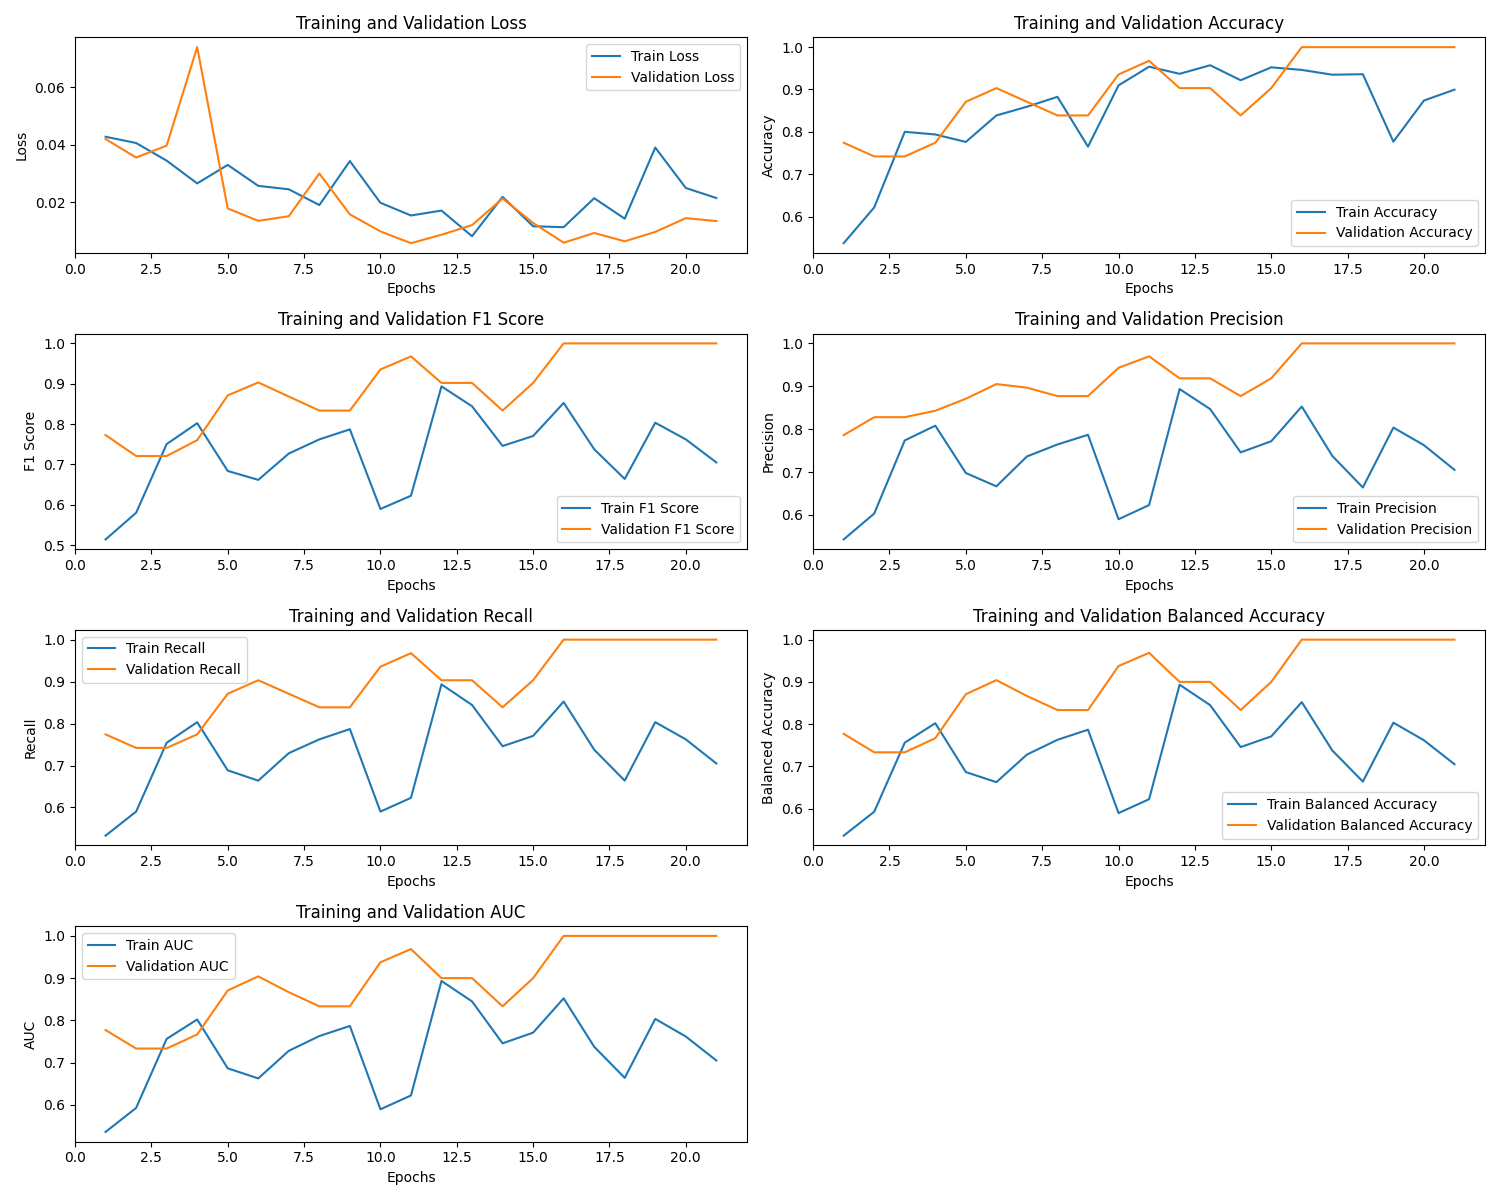 Training and Validation Loss
Train Loss
Validation Loss
0.06
0.04
0.02
Loss
0.0 2.5 5.0 7.5 10.0 12.5 15.0 17.5 20.0
Epochs
Training and Validation Accuracy
1.0
0.9
0.8
0.7
0.6
Accuracy
Train Accuracy
Validation Accuracy
0.0 2.5 5.0 7.5 10.0 12.5 15.0 17.5 20.0
Epochs
Training and Validation F1 Score
1.0
0.9
0.8
0.7
0.6
0.5
F1 Score
Train F1 Score
Validation F1 Score
0.0 2.5 5.0 7.5 10.0 12.5 15.0 17.5 20.0
Epochs
Training and Validation Precision
1.0
0.9
0.8
0.7
0.6
Precision
Train Precision
Validation Precision
0.0 2.5 5.0 7.5 10.0 12.5 15.0 17.5 20.0
Epochs
Training and Validation Recall
Train Recall
Validation Recall
1.0
0.9
0.8
0.7
0.6
Recall
0.0 2.5 5.0 7.5 10.0 12.5 15.0 17.5 20.0
Epochs
Training and Validation Balanced Accuracy
1.0
0.9
0.8
0.7
0.6
Balanced Accuracy
Train Balanced Accuracy
Validation Balanced Accuracy
0.0 2.5 5.0 7.5 10.0 12.5 15.0 17.5 20.0
Epochs
Training and Validation AUC
Train AUC
Validation AUC
1.0
0.9
0.8
0.7
0.6
AUC
0.0 2.5 5.0 7.5 10.0 12.5 15.0 17.5 20.0
Epochs